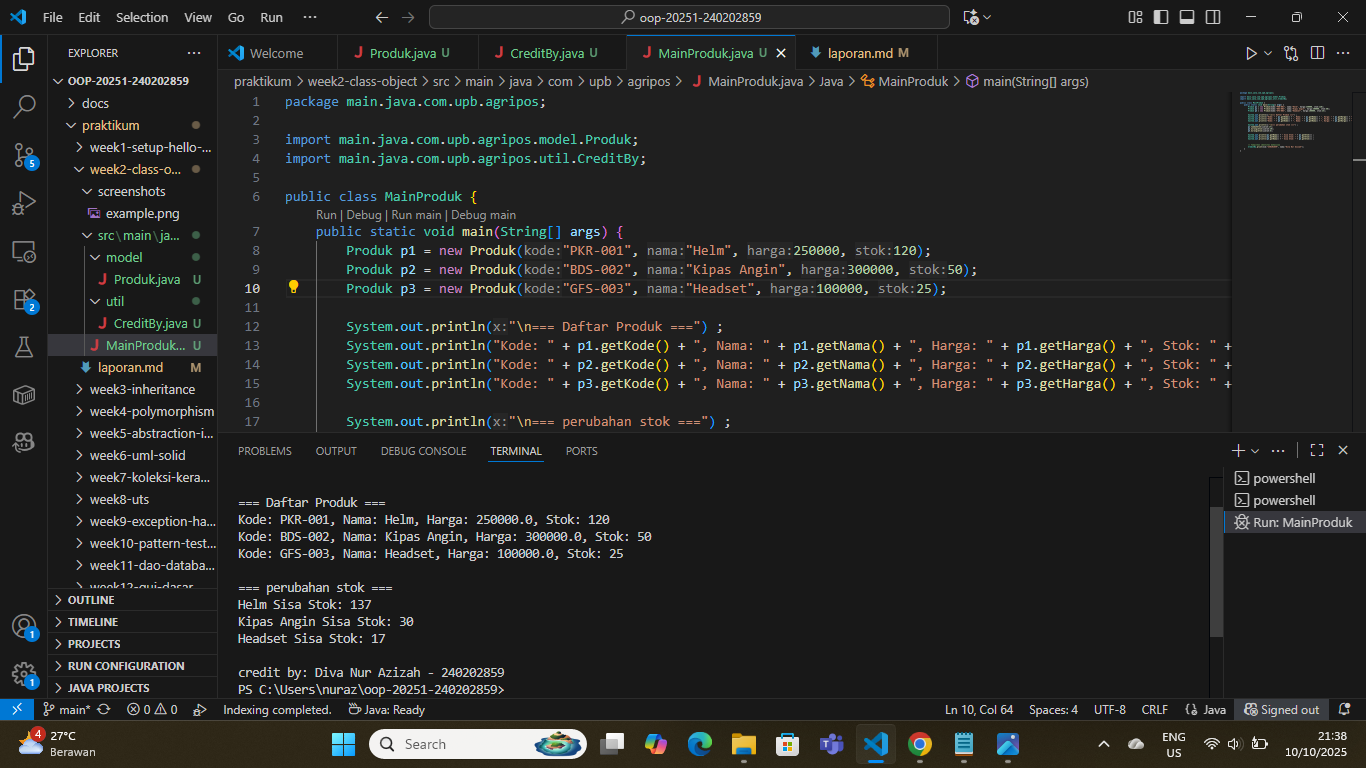 File Edit Selection View Go Run ···
oop-20251-240202859
EXPLORER ···
Welcome
Produk.java U
CreditBy.java U
MainProduk.java U
laporan.md M
OOP-20251-240202859
docs
praktikum
week1-setup-hello-...
week2-class-o...
screenshots
example.png
src\main\ja...
model
Produk.java U
util
CreditBy.java U
MainProduk... U
laporan.md M
week3-inheritance
week4-polymorphism
week5-abstraction-i...
week6-uml-solid
week7-koleksi-kera...
week8-uts
week9-exception-ha...
week10-pattern-test...
week11-dao-databa...
week12-gui-dasar
OUTLINE
TIMELINE
PROJECTS
RUN CONFIGURATION
JAVA PROJECTS
praktikum > week2-class-object > src > main > java > com > upb > agripos > MainProduk.java > Java > MainProduk > main(String[] args)
1 package main.java.com.upb.agripos;
2
3 import main.java.com.upb.agripos.model.Produk;
4 import main.java.com.upb.agripos.util.CreditBy;
5
6 public class MainProduk {
Run | Debug | Run main | Debug main
7 public static void main(String[] args) {
8 Produk p1 = new Produk(kode:"PKR-001", nama:"Helm", harga:250000, stok:120);
9 Produk p2 = new Produk(kode:"BDS-002", nama:"Kipas Angin", harga:300000, stok:50);
10 Produk p3 = new Produk(kode:"GFS-003", nama:"Headset", harga:100000, stok:25);
11
12 System.out.println(x:"\n=== Daftar Produk ===") ;
13 System.out.println("Kode: " + p1.getKode() + ", Nama: " + p1.getNama() + ", Harga: " + p1.getHarga() + ", Stok: " +
14 System.out.println("Kode: " + p2.getKode() + ", Nama: " + p2.getNama() + ", Harga: " + p2.getHarga() + ", Stok: " +
15 System.out.println("Kode: " + p3.getKode() + ", Nama: " + p3.getNama() + ", Harga: " + p3.getHarga() + ", Stok: " +
16
17 System.out.println(x:"\n=== perubahan stok ===") ;
PROBLEMS OUTPUT DEBUG CONSOLE TERMINAL PORTS
=== Daftar Produk ===
Kode: PKR-001, Nama: Helm, Harga: 250000.0, Stok: 120
Kode: BDS-002, Nama: Kipas Angin, Harga: 300000.0, Stok: 50
Kode: GFS-003, Nama: Headset, Harga: 100000.0, Stok: 25
=== perubahan stok ===
Helm Sisa Stok: 137
Kipas Angin Sisa Stok: 30
Headset Sisa Stok: 17
credit by: Diva Nur Azizah - 240202859
PS C:\Users\nuraz\oop-20251-240202859>
powershell
powershell
Run: MainProduk
5
2
1
1
main* 0 0 Indexing completed. Java: Ready
Ln 10, Col 64 Spaces: 4 UTF-8 CRLF {} Java Signed out
4
27°C
Berawan
Search
ENG
US
21:38
10/10/2025